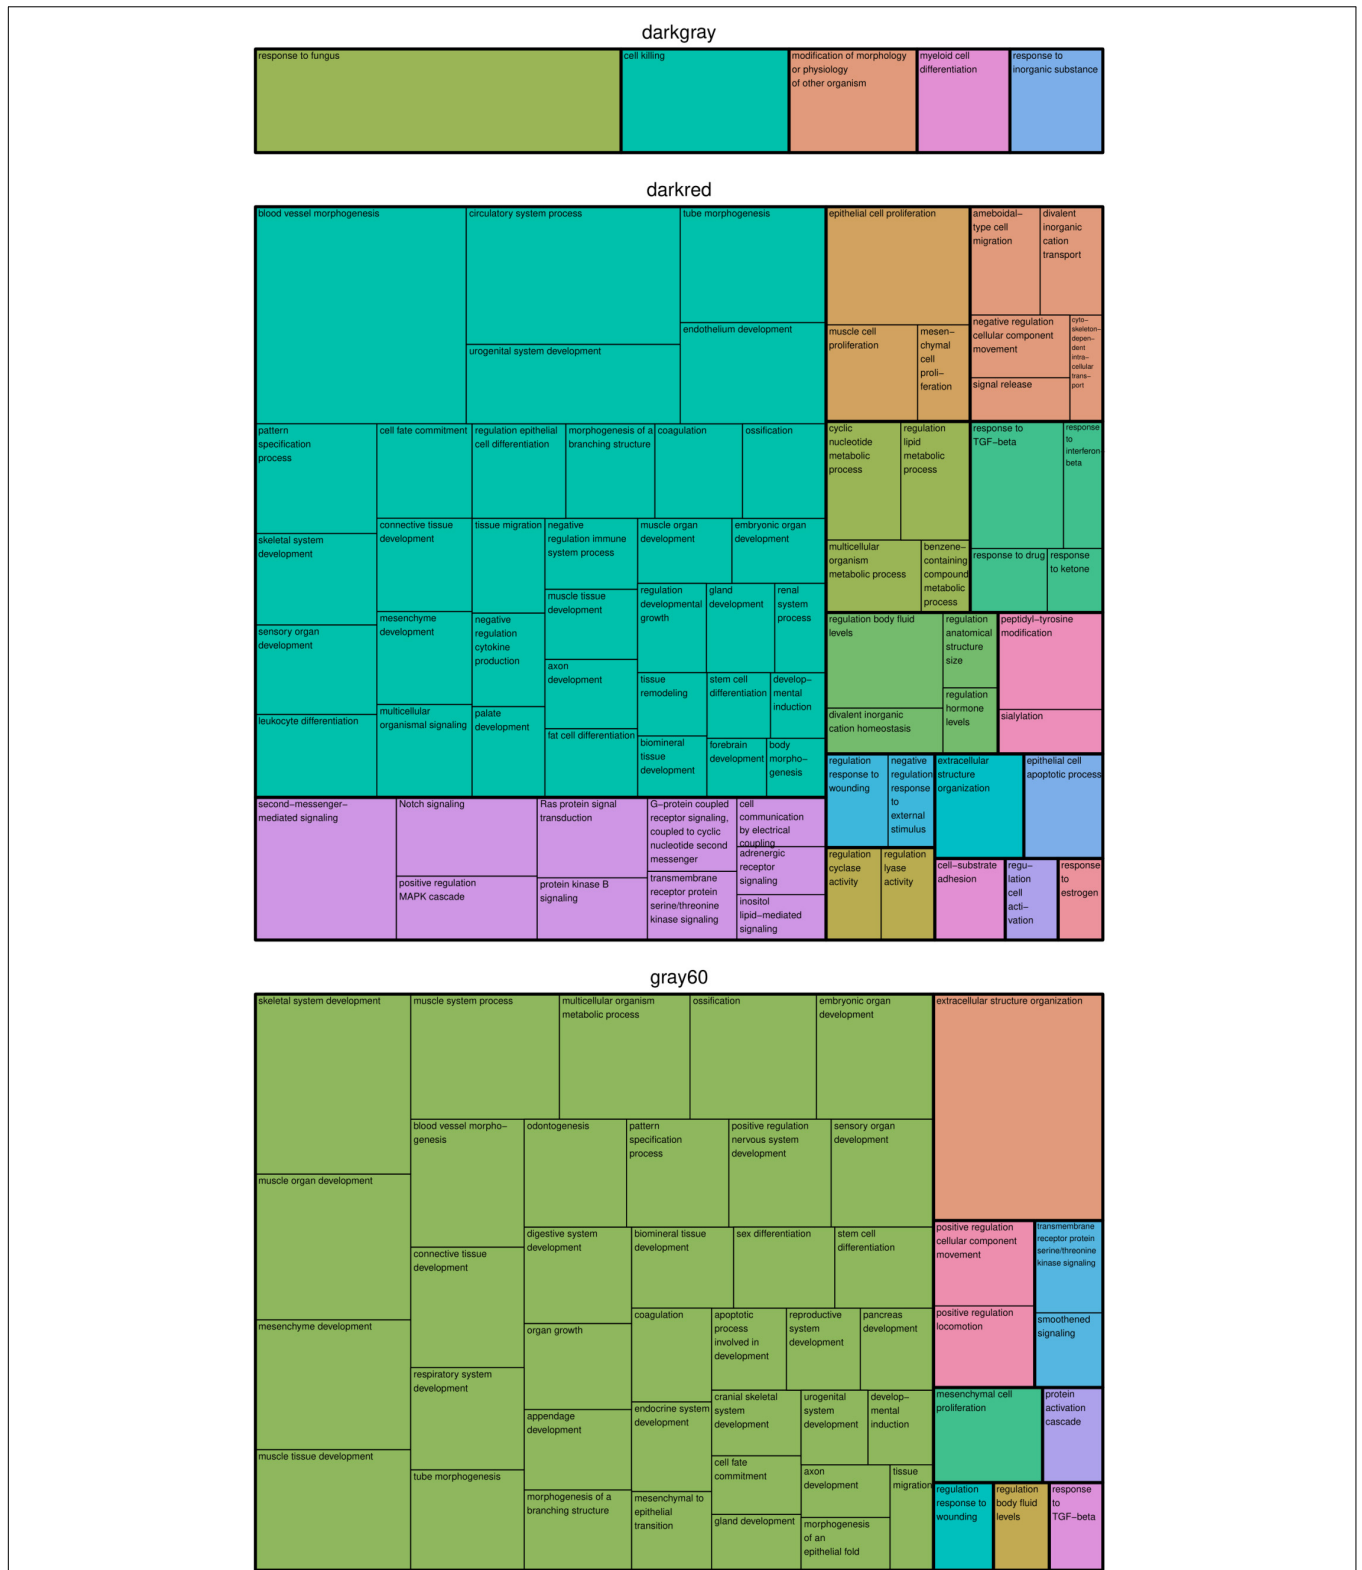 darkgray
response to fungus
cell killing
modification of morphology
or physiology
of other organism
myeloid cell
differentiation
response to
inorganic substance
darkred
blood vessel morphogenesis
circulatory system process
tube morphogenesis
urogenital system development
endothelium development
pattern
specification
process
cell fate commitment
regulation epithelial
cell differentiation
morphogenesis of a
branching structure
coagulation
ossification
skeletal system
development
connective tissue
development
tissue migration
negative
regulation immune
system process
muscle organ
development
embryonic organ
development
sensory organ
development
mesenchyme
development
negative
regulation
cytokine
production
muscle tissue
development
regulation
developmental
growth
gland
development
renal
system
process
axon
development
tissue
remodeling
stem cell
differentiation
develop–
mental
induction
leukocyte differentiation
multicellular
organismal signaling
palate
development
fat cell differentiation
biomineral
tissue
development
forebrain
development
body
morpho–
genesis
second–messenger–
mediated signaling
Notch signaling
positive regulation
MAPK cascade
Ras protein signal
transduction
protein kinase B
signaling
G–protein coupled
receptor signaling,
coupled to cyclic
nucleotide second
messenger
transmembrane
receptor protein
serine/threonine
kinase signaling
cell
communication
by electrical
coupling
adrenergic
receptor
signaling
inositol
lipid–mediated
signaling
epithelial cell proliferation
muscle cell
proliferation
mesen–
chymal
cell
proli–
feration
ameboidal–
type cell
migration
divalent
inorganic
cation
transport
negative regulation
cellular component
movement
signal release
cyto–
skeleton–
depen–
dent
intra–
cellular
trans–
port
cyclic
nucleotide
metabolic
process
regulation
lipid
metabolic
process
multicellular
organism
metabolic process
benzene–
containing
compound
metabolic
process
response to
TGF–beta
response
to
interferon–
beta
response to drug
response
to ketone
regulation body fluid
levels
regulation
anatomical
structure
size
divalent inorganic
cation homeostasis
regulation
hormone
levels
peptidyl–tyrosine
modification
sialylation
regulation
response to
wounding
negative
regulation
response
to
external
stimulus
extracellular
structure
organization
epithelial cell
apoptotic process
regulation
cyclase
activity
regulation
lyase
activity
cell–substrate
adhesion
regu–
lation
cell
acti–
vation
response
to
estrogen
gray60
skeletal system development
muscle system process
multicellular organism
metabolic process
ossification
embryonic organ
development
muscle organ development
mesenchyme development
muscle tissue development
blood vessel morpho–
genesis
odontogenesis
pattern
specification
process
positive regulation
nervous system
development
sensory organ
development
connective tissue
development
digestive system
development
biomineral tissue
development
sex differentiation
stem cell
differentiation
organ growth
coagulation
apoptotic
process
involved in
development
reproductive
system
development
pancreas
development
respiratory system
development
appendage
development
endocrine system
development
cranial skeletal
system
development
urogenital
system
development
develop–
mental
induction
tube morphogenesis
morphogenesis of a
branching structure
mesenchymal to
epithelial
transition
cell fate
commitment
gland development
axon
development
tissue
migration
morphogenesis
of an
epithelial fold
extracellular structure organization
positive regulation
cellular component
movement
positive regulation
locomotion
transmembrane
receptor protein
serine/threonine
kinase signaling
smoothened
signaling
mesenchymal cell
proliferation
protein
activation
cascade
regulation
response to
wounding
regulation
body fluid
levels
response
to
TGF–beta